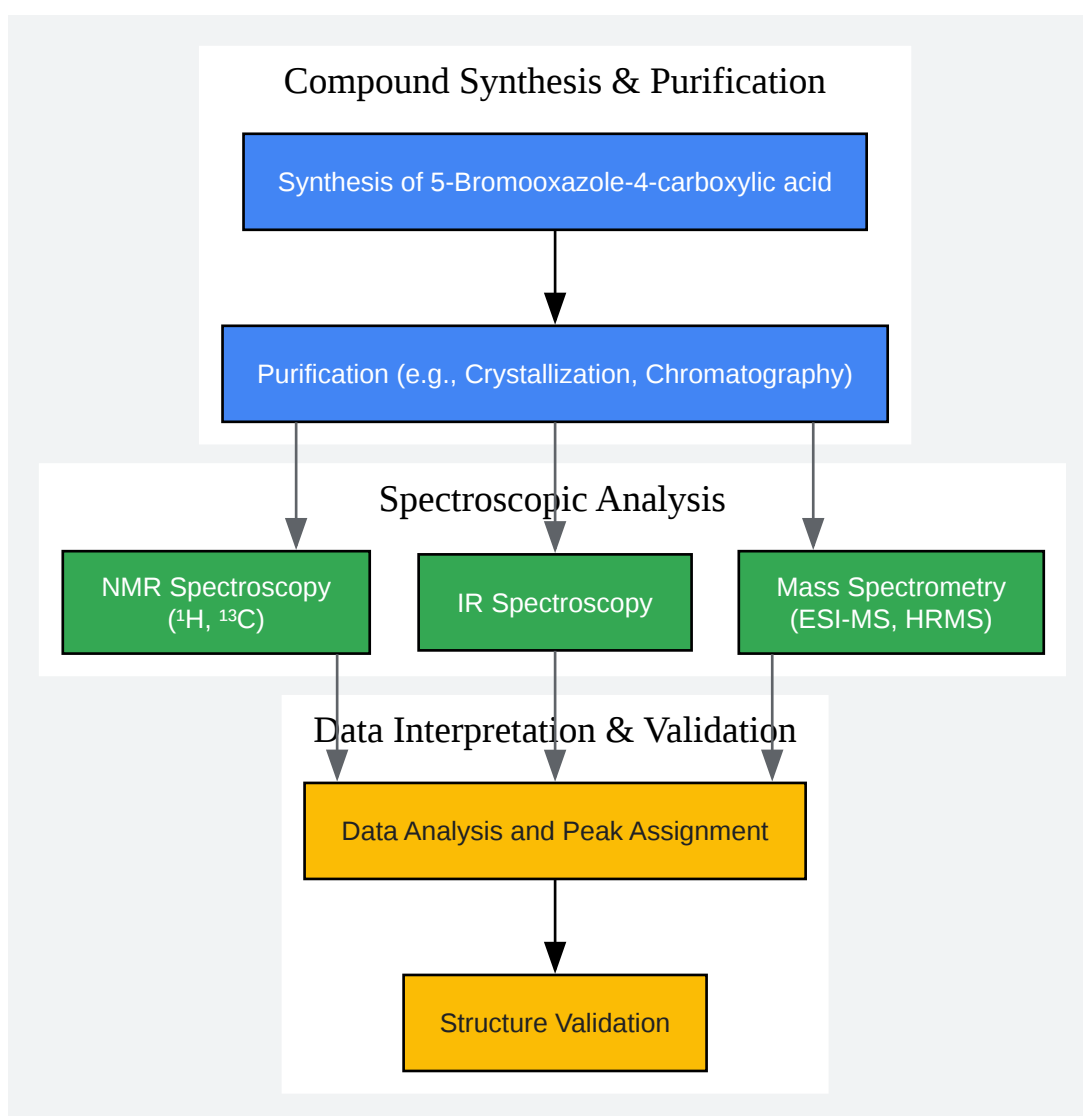 Compound Synthesis & Purification
Synthesis of 5-Bromooxazole-4-carboxylic acid
Purification (e.g., Crystallization, Chromatography)
Spectroscopic Analysis
NMR Spectroscopy
(¹H, ¹³C)
IR Spectroscopy
Mass Spectrometry
(ESI-MS, HRMS)
Data Interpretation & Validation
Data Analysis and Peak Assignment
Structure Validation